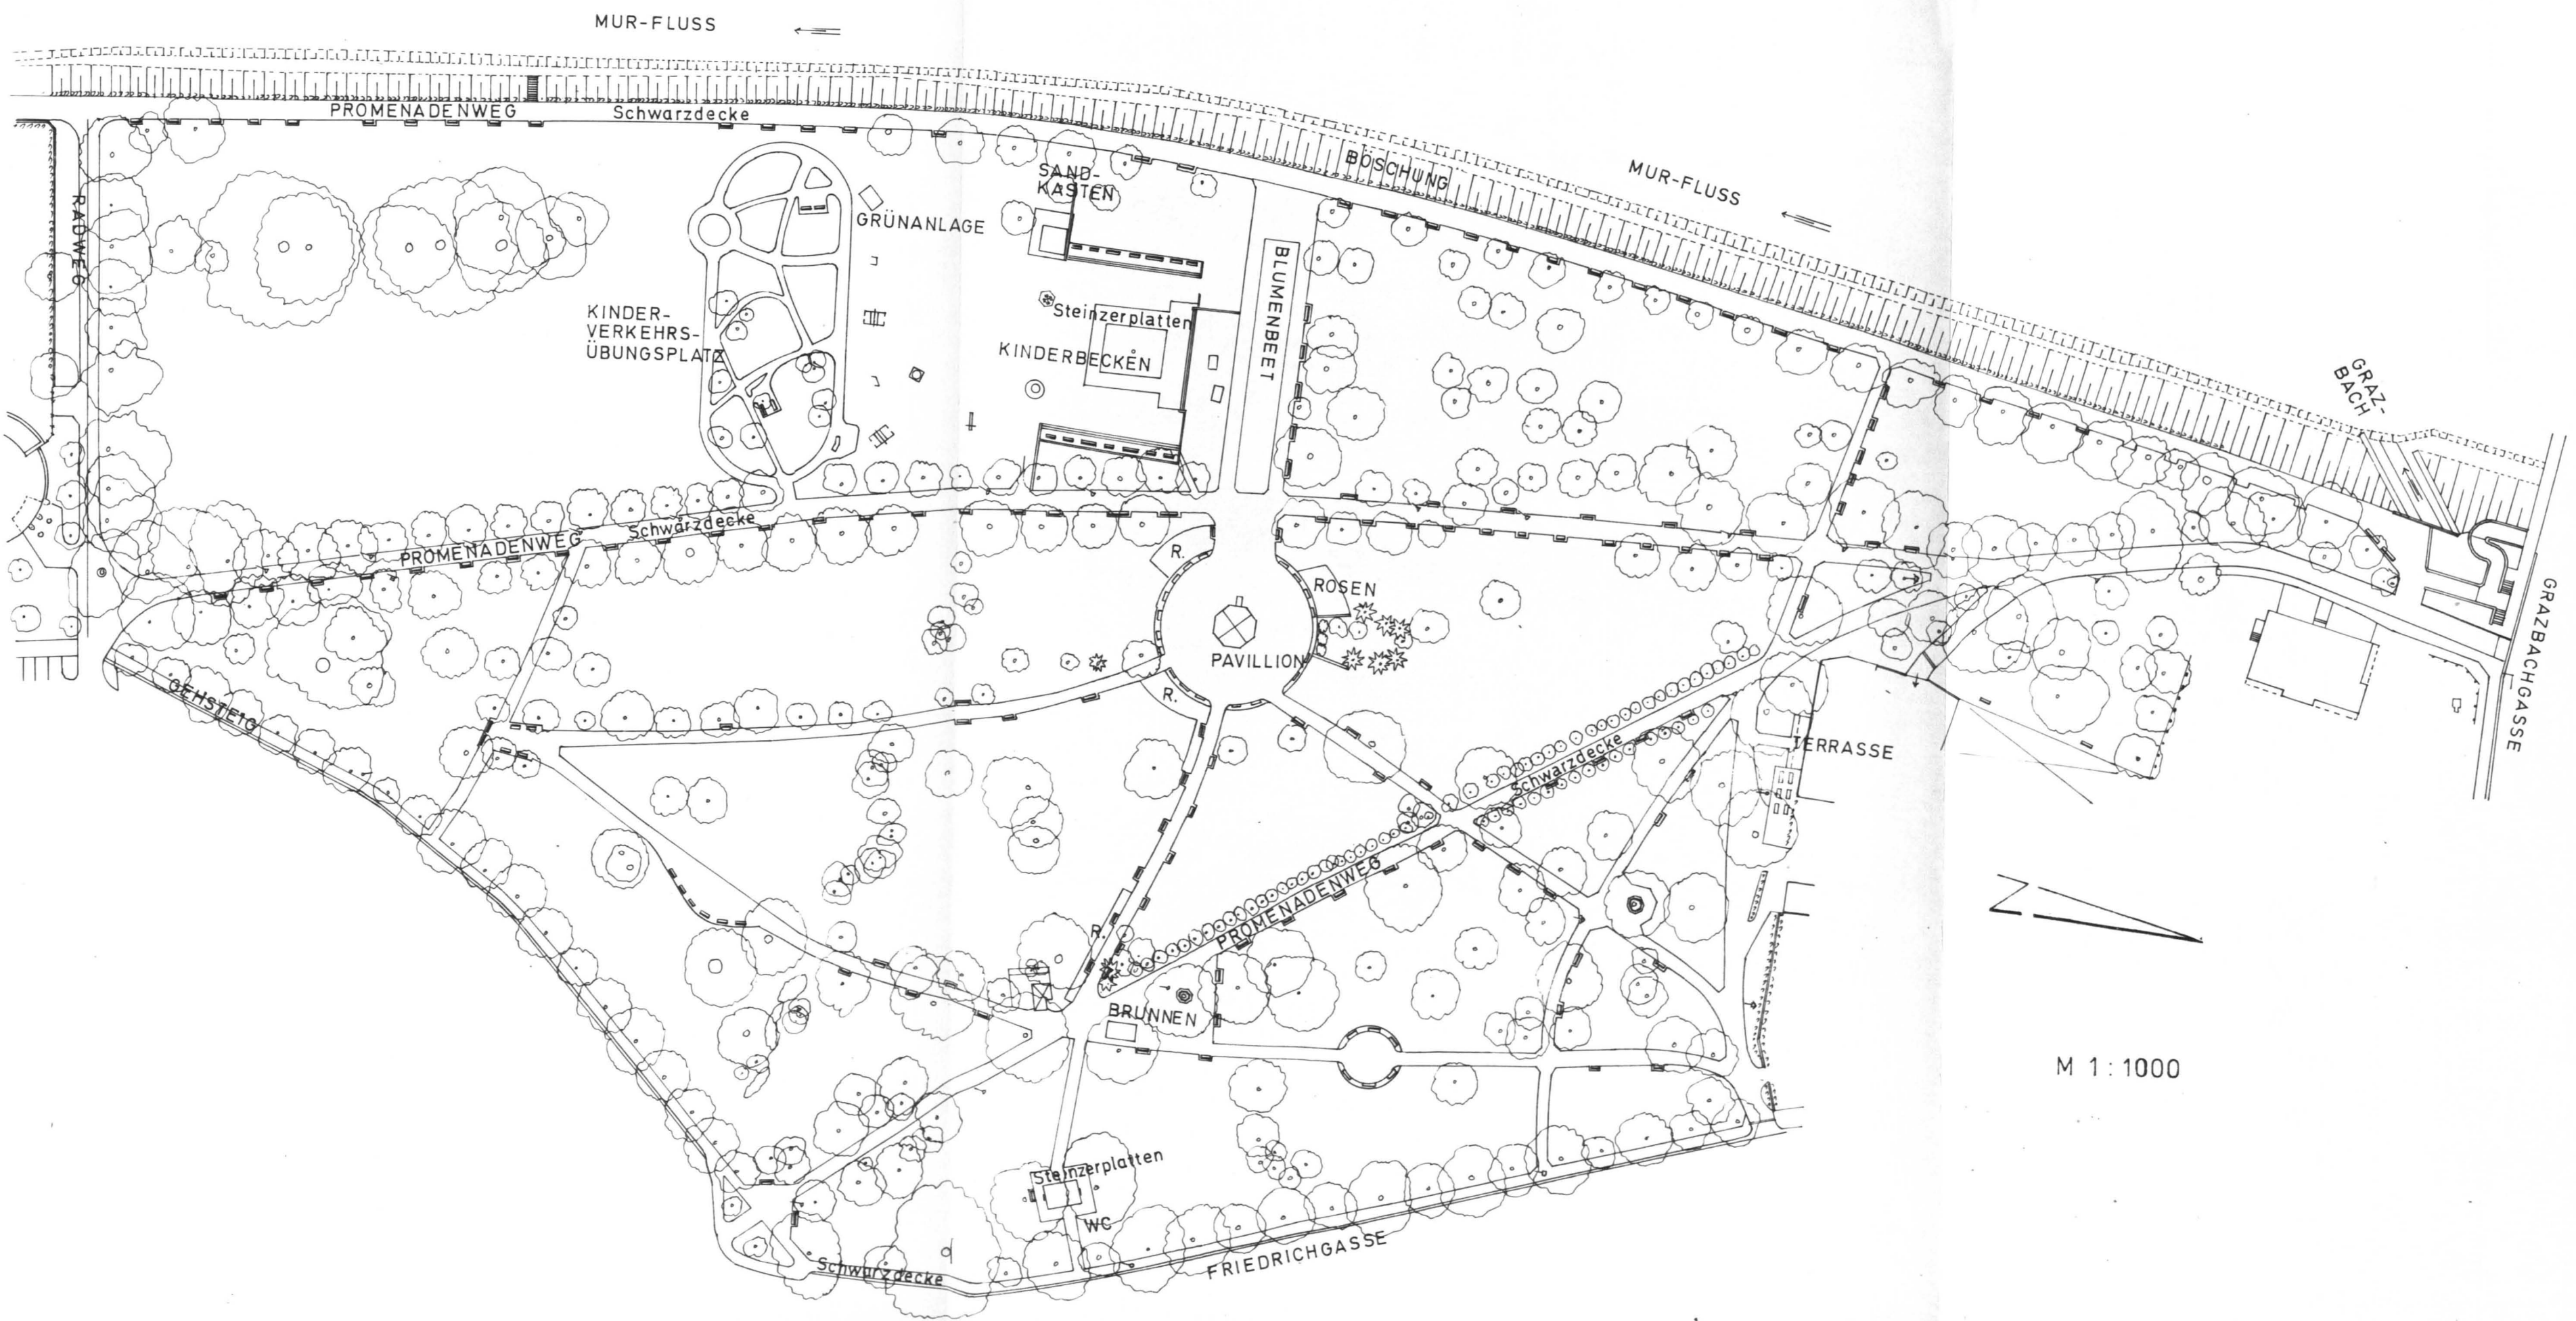 MUR-FLUSS
PROMENADENWEG
Schwarzdecke
BÖSCHUNG
MUR-FLUSS
RADWEG
SAND-
KASTEN
GRÜNANLAGE
BLUMENBEET
KINDER-
VERKEHRS-
ÜBUNGSPLATZ
Steinzerplatten
KINDERBECKEN
GRAZ-
BACH
PROMENADENWEG
Schwarzdecke
R.
ROSEN
PAVILLION
R.
GEHSTEIG
GRAZBACHGASSE
TERRASSE
Schwarzdecke
PROMENADENWEG
R.
BRUNNEN
N
M 1:1000
Steinzerplatten
WC
Schwarzdecke
FRIEDRICHGASSE